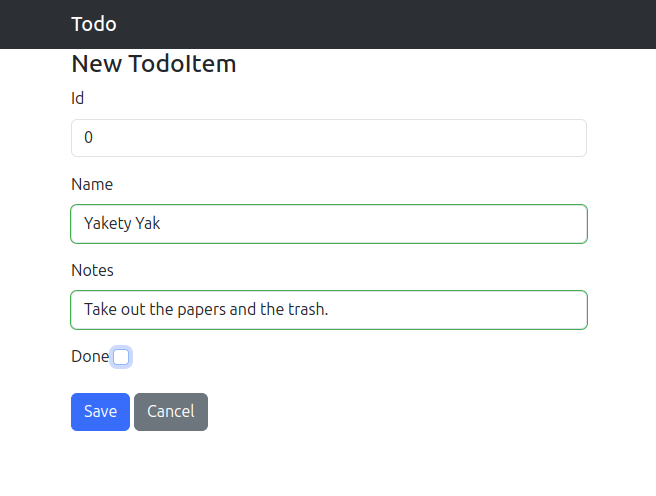 Todo
New TodoItem
Id
0
Name
Yakety Yak
Notes
Take out the papers and the trash.
Done
Save Cancel